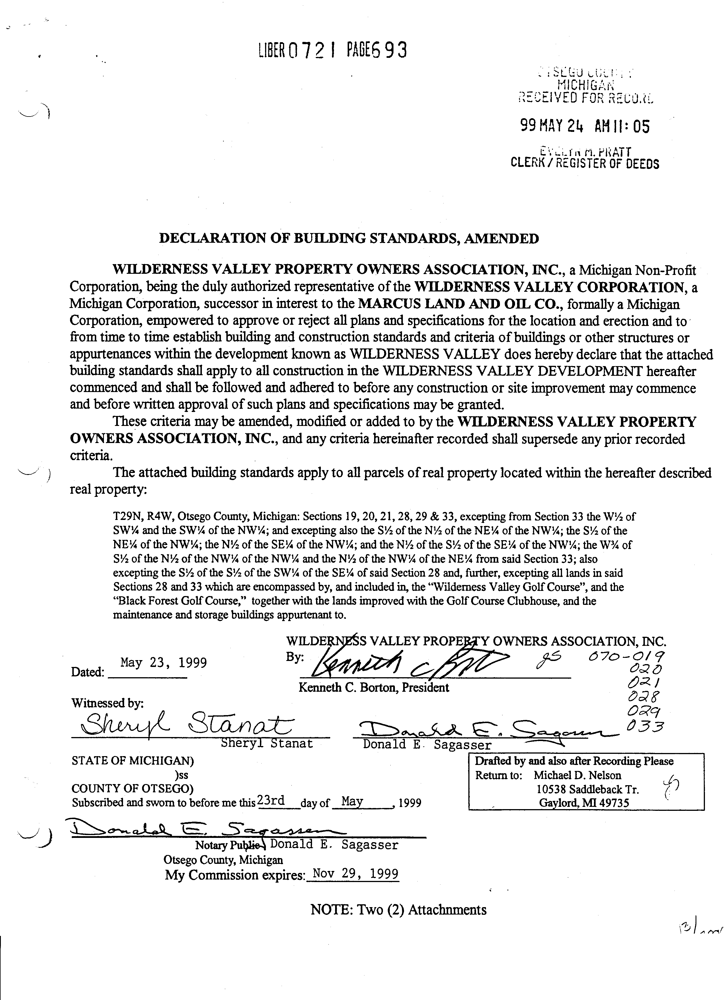 LIBER 0721 PAGE 693
MICHIGAN
RECEIVED FOR RECORD
99 MAY 24 AM 11: 05
EVELYN M. PRATT
CLERK / REGISTER OF DEEDS
DECLARATION OF BUILDING STANDARDS, AMENDED
WILDERNESS VALLEY PROPERTY OWNERS ASSOCIATION, INC., a Michigan Non-Profit
Corporation, being the duly authorized representative of the WILDERNESS VALLEY CORPORATION, a
Michigan Corporation, successor in interest to the MARCUS LAND AND OIL CO., formally a Michigan
Corporation, empowered to approve or reject all plans and specifications for the location and erection and to
from time to time establish building and construction standards and criteria of buildings or other structures or
appurtenances within the development known as WILDERNESS VALLEY does hereby declare that the attached
building standards shall apply to all construction in the WILDERNESS VALLEY DEVELOPMENT hereafter
commenced and shall be followed and adhered to before any construction or site improvement may commence
and before written approval of such plans and specifications may be granted.
These criteria may be amended, modified or added to by the WILDERNESS VALLEY PROPERTY
OWNERS ASSOCIATION, INC., and any criteria hereinafter recorded shall supersede any prior recorded
criteria.
The attached building standards apply to all parcels of real property located within the hereafter described
real property:
T29N, R4W, Otsego County, Michigan: Sections 19, 20, 21, 28, 29 & 33, excepting from Section 33 the W½ of
SW¼ and the SW¼ of the NW¼; and excepting also the S½ of the N½ of the NE¼ of the NW¼; the S½ of the
NE¼ of the NW¼; the N½ of the SE¼ of the NW¼; and the N½ of the S½ of the SE¼ of the NW¼; the W¾ of
S½ of the N½ of the NW¼ of the NW¼ and the N½ of the NW¼ of the NE¼ from said Section 33; also
excepting the S½ of the S½ of the SW¼ of the SE¼ of said Section 28 and, further, excepting all lands in said
Sections 28 and 33 which are encompassed by, and included in, the “Wilderness Valley Golf Course”, and the
“Black Forest Golf Course,” together with the lands improved with the Golf Course Clubhouse, and the
maintenance and storage buildings appurtenant to.
WILDERNESS VALLEY PROPERTY OWNERS ASSOCIATION, INC.
By: Kenneth C Bort gs 070-019
Dated: May 23, 1999 020
Kenneth C. Borton, President 021
028
Witnessed by: 029
Sheryl Stanat Donald E. Sagasser 033
Sheryl Stanat Donald E. Sagasser
STATE OF MICHIGAN)
)ss
COUNTY OF OTSEGO)
Subscribed and sworn to before me this 23rd day of May, 1999
Drafted by and also after Recording Please
Return to: Michael D. Nelson
10538 Saddleback Tr.
Gaylord, MI 49735
Donald E. Sagasser
Notary Public Donald E. Sagasser
Otsego County, Michigan
My Commission expires: Nov 29, 1999
NOTE: Two (2) Attachnments